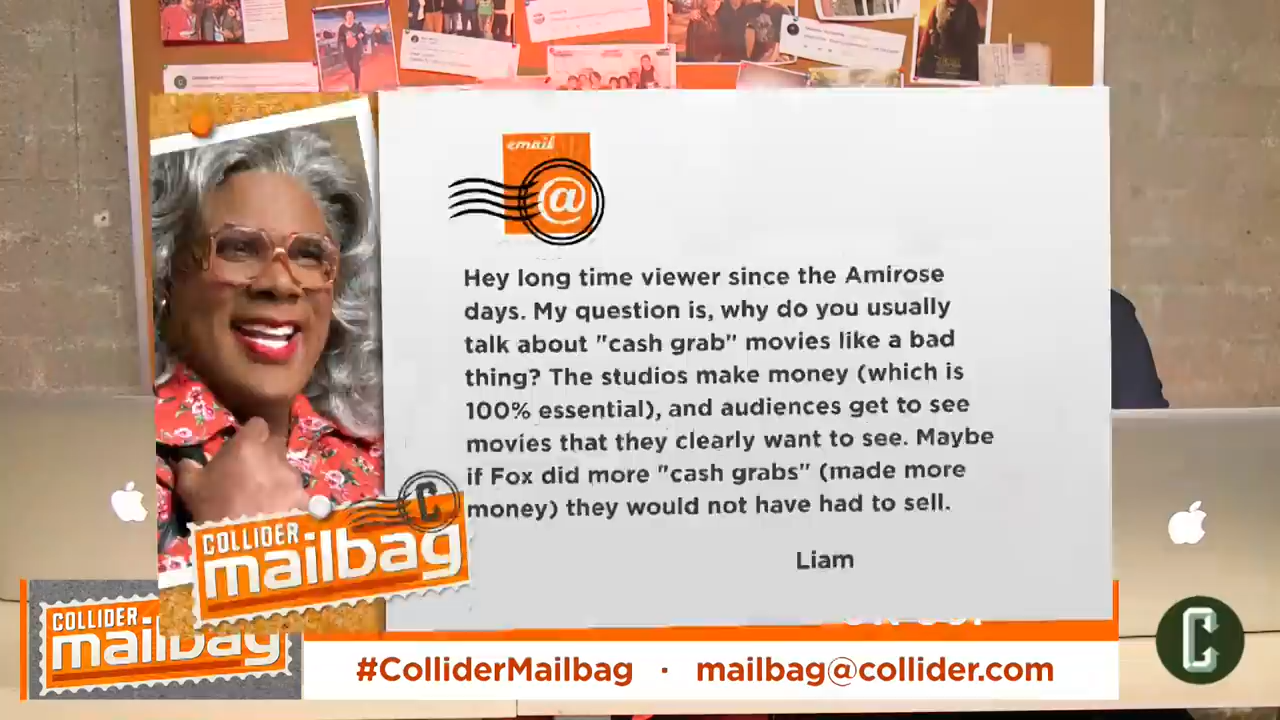 email
@
Hey long time viewer since the Amirose
days. My question is, why do you usually
talk about "cash grab" movies like a bad
thing? The studios make money (which is
100% essential), and audiences get to see
movies that they clearly want to see. Maybe
if Fox did more "cash grabs" (made more
money) they would not have had to sell.
Liam
C
COLLIDER
mailbag
COLLIDER
mailbag
#ColliderMailbag · mailbag@collider.com
C